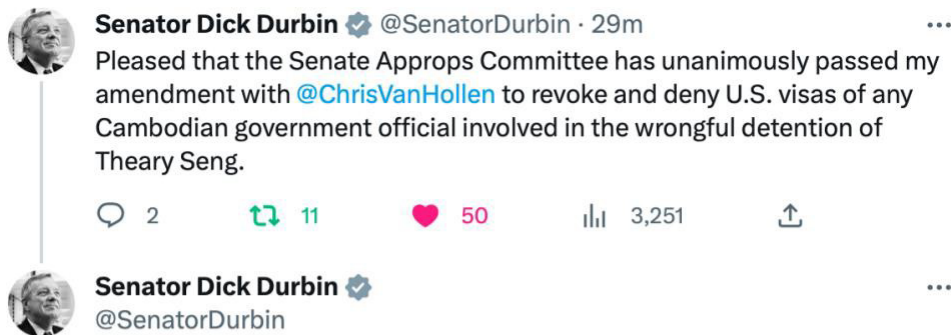 Senator Dick Durbin @SenatorDurbin · 29m
Pleased that the Senate Approps Committee has unanimously passed my
amendment with @ChrisVanHollen to revoke and deny U.S. visas of any
Cambodian government official involved in the wrongful detention of
Theary Seng.
2 11 50 3,251
Senator Dick Durbin
@SenatorDurbin